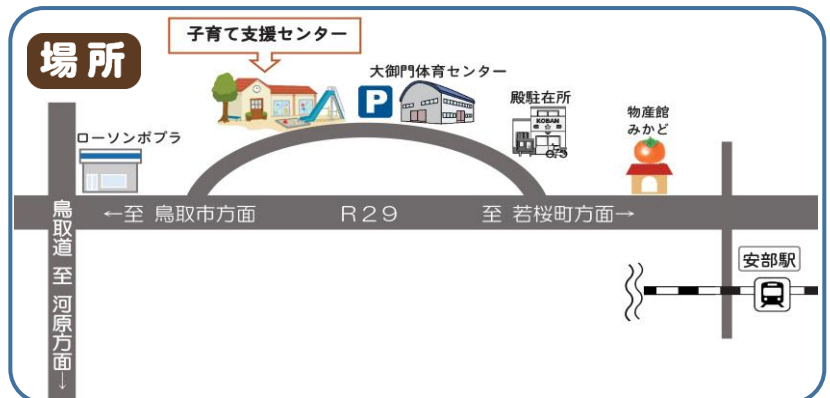 場所
子育て支援センター
大御門体育センター
P
殿駐在所
KOBAN
物産館
みかど
ローソンポプラ
←至 鳥取市方面
R29
至 若桜町方面→
鳥取道 至 河原方面→
安部駅